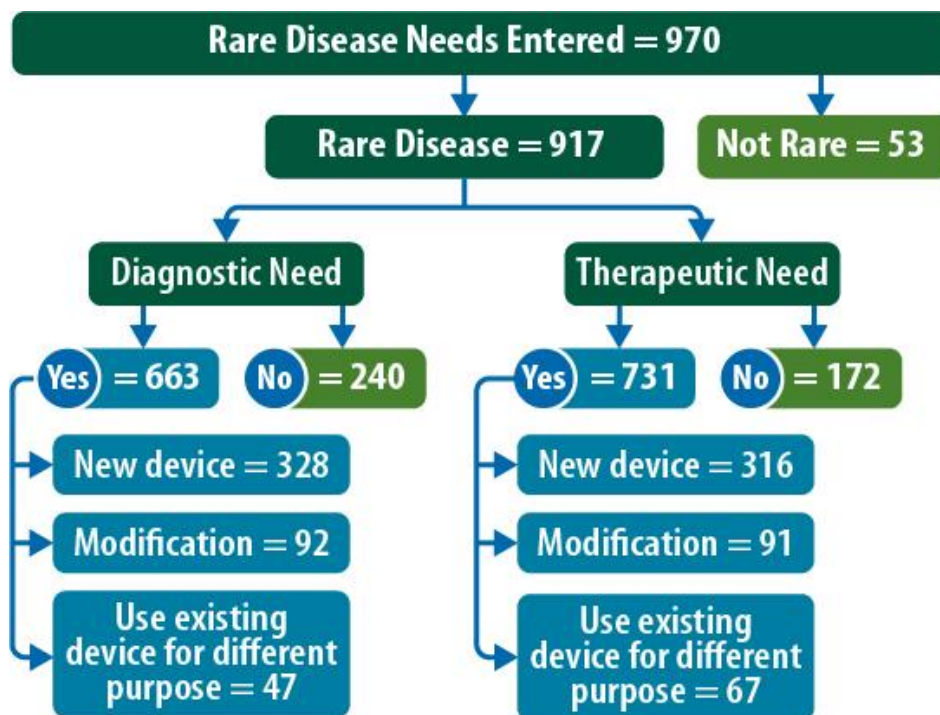 Rare Disease Needs Entered = 970
Rare Disease = 917
Not Rare = 53
Diagnostic Need
Therapeutic Need
Yes = 663
No = 240
Yes = 731
No = 172
New device = 328
Modification = 92
Use existing
device for different
purpose = 47
New device = 316
Modification = 91
Use existing
device for different
purpose = 67